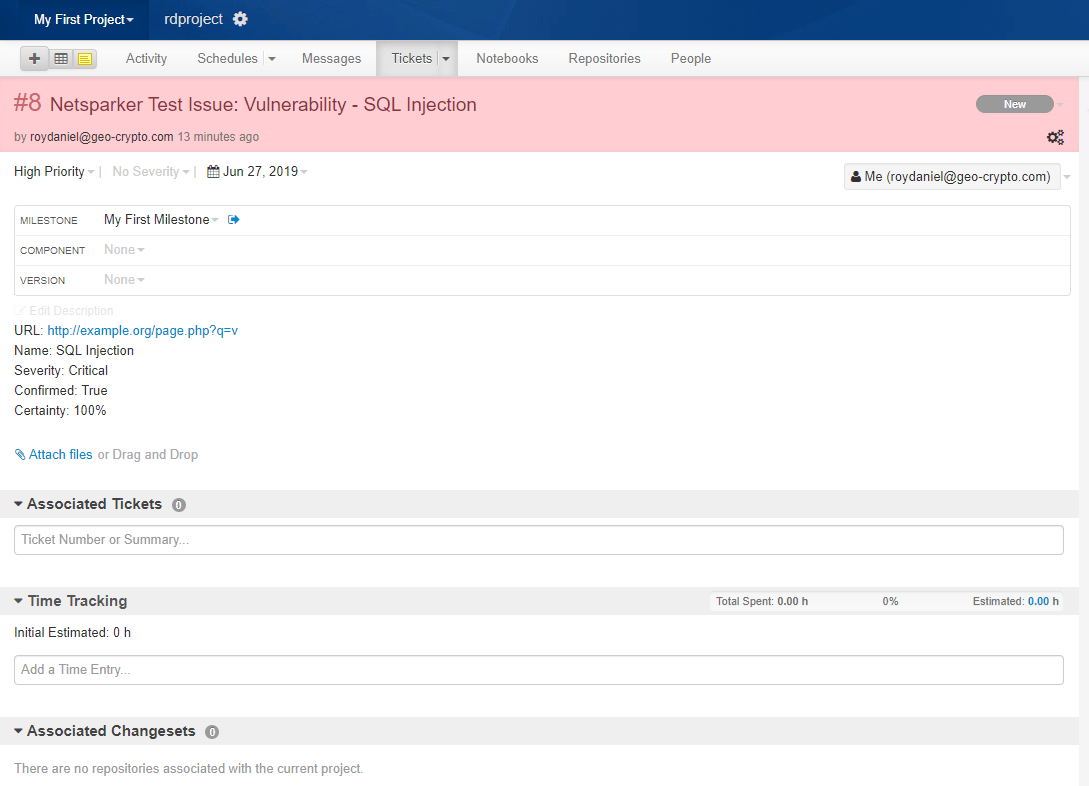 My First Project rdproject
Activity Schedules Messages Tickets Notebooks Repositories People
#8 Netsparker Test Issue: Vulnerability - SQL Injection New
by roydaniel@geo-crypto.com 13 minutes ago
High Priority | No Severity | Jun 27, 2019 Me (roydaniel@geo-crypto.com)
MILESTONE My First Milestone
COMPONENT None
VERSION None
Edit Description
URL: http://example.org/page.php?q=v
Name: SQL Injection
Severity: Critical
Confirmed: True
Certainty: 100%
Attach files or Drag and Drop
Associated Tickets 0
Ticket Number or Summary...
Time Tracking Total Spent: 0.00 h 0% Estimated: 0.00 h
Initial Estimated: 0 h
Add a Time Entry...
Associated Changesets 0
There are no repositories associated with the current project.